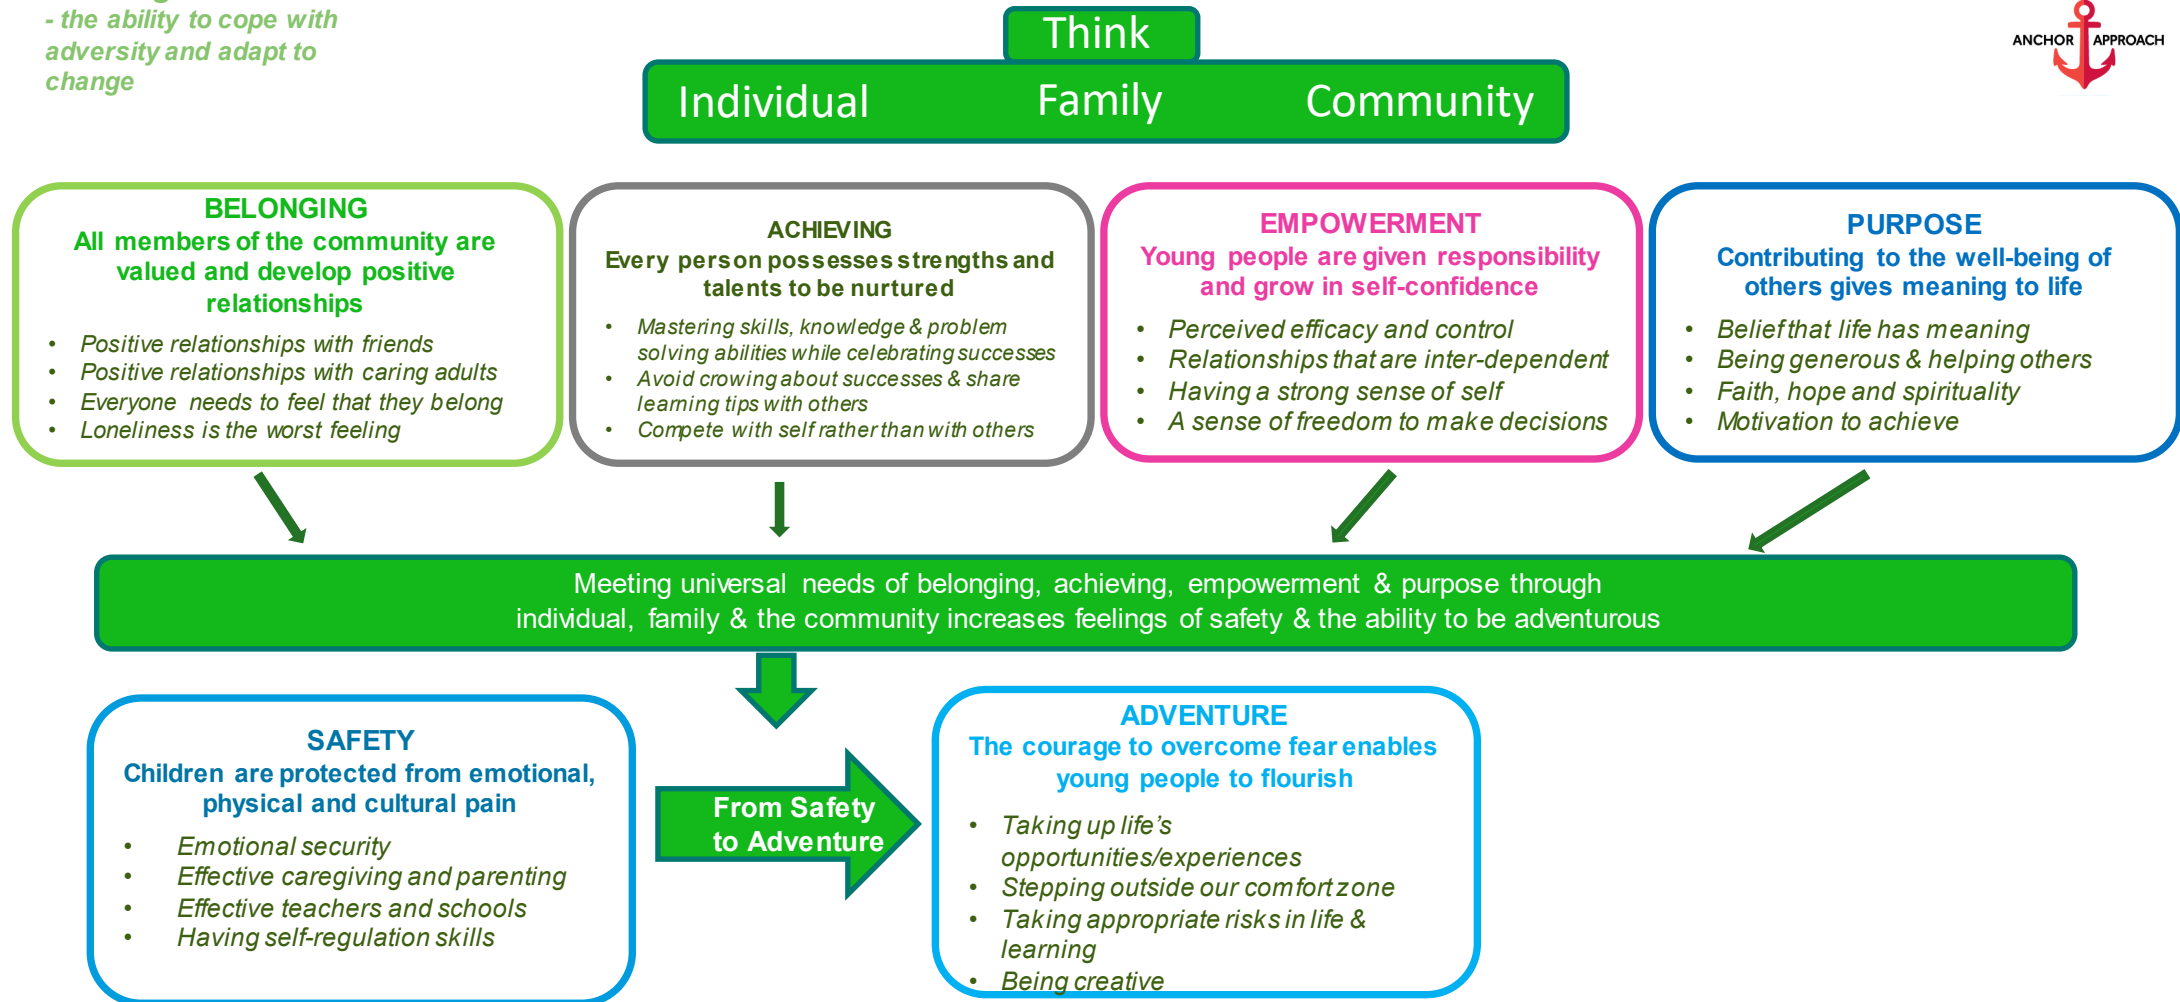 - the ability to cope with
adversity and adapt to
change
Think
Individual Family Community
ANCHOR APPROACH
BELONGING
All members of the community are
valued and develop positive
relationships
• Positive relationships with friends
• Positive relationships with caring adults
• Everyone needs to feel that they belong
• Loneliness is the worst feeling
ACHIEVING
Every person possesses strengths and
talents to be nurtured
• Mastering skills, knowledge & problem
solving abilities while celebrating successes
• Avoid crowing about successes & share
learning tips with others
• Compete with self rather than with others
EMPOWERMENT
Young people are given responsibility
and grow in self-confidence
• Perceived efficacy and control
• Relationships that are inter-dependent
• Having a strong sense of self
• A sense of freedom to make decisions
PURPOSE
Contributing to the well-being of
others gives meaning to life
• Belief that life has meaning
• Being generous & helping others
• Faith, hope and spirituality
• Motivation to achieve
Meeting universal needs of belonging, achieving, empowerment & purpose through
individual, family & the community increases feelings of safety & the ability to be adventurous
SAFETY
Children are protected from emotional,
physical and cultural pain
• Emotional security
• Effective caregiving and parenting
• Effective teachers and schools
• Having self-regulation skills
From Safety
to Adventure
ADVENTURE
The courage to overcome fear enables
young people to flourish
• Taking up life's
opportunities/experiences
• Stepping outside our comfort zone
• Taking appropriate risks in life &
learning
• Being creative